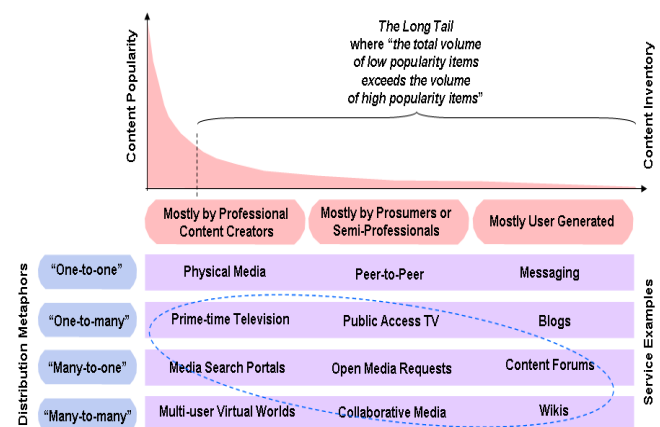 The Long Tail
where “the total volume
of low popularity items
exceeds the volume
of high popularity items”
Content Popularity
Content Inventory
Mostly by Professional
Content Creators
Mostly by Prosumers or
Semi-Professionals
Mostly User Generated
Distribution Metaphors
Service Examples
“One-to-one”
Physical Media
Peer-to-Peer
Messaging
“One-to-many”
Prime-time Television
Public Access TV
Blogs
“Many-to-one”
Media Search Portals
Open Media Requests
Content Forums
“Many-to-many”
Multi-user Virtual Worlds
Collaborative Media
Wikis